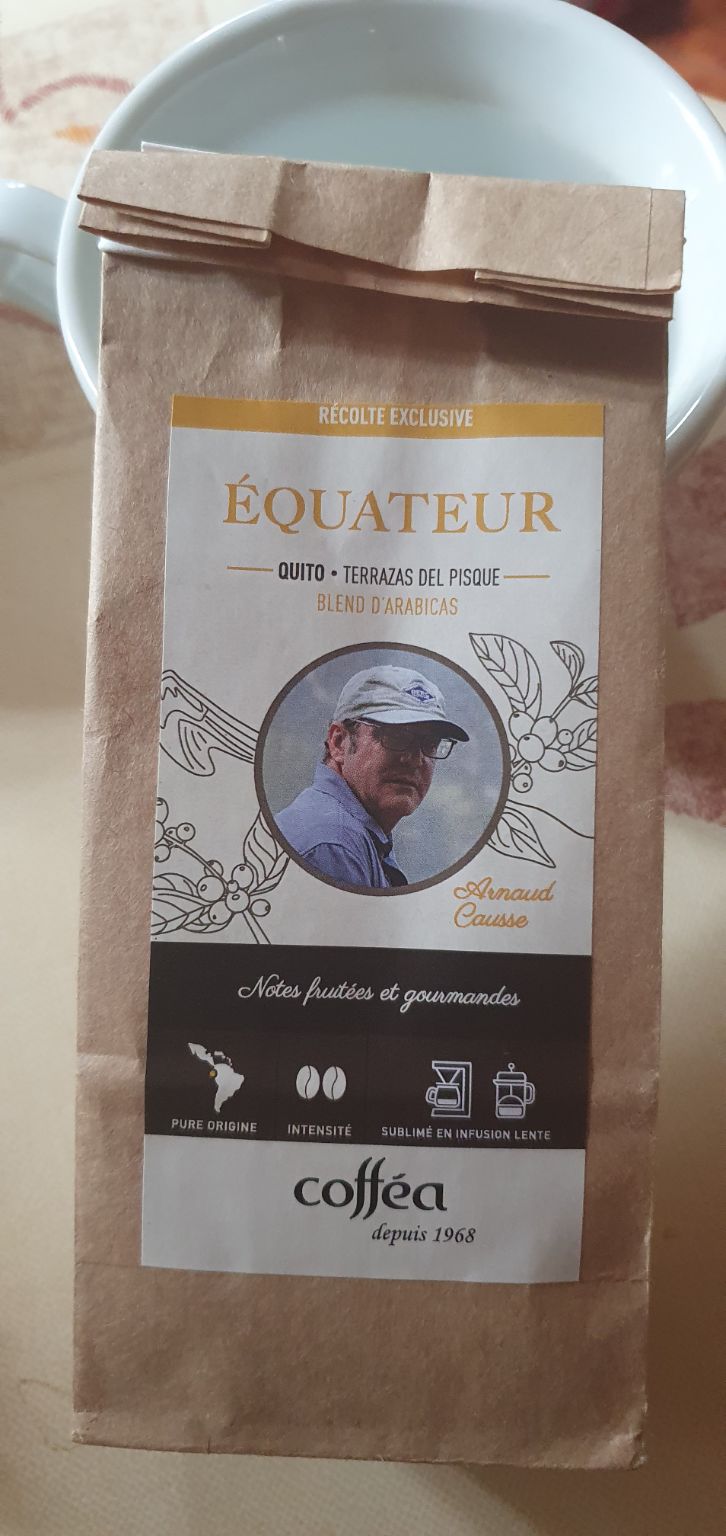 RÉCOLTE EXCLUSIVE
ÉQUATEUR
QUITO • TERRAZAS DEL PISQUE
BLEND D'ARABICAS
Arnaud
Causse
Notes fruitées et gourmandes
PURE ORIGINE
INTENSITÉ
SUBLIMÉ EN INFUSION LENTE
cofféa
depuis 1968